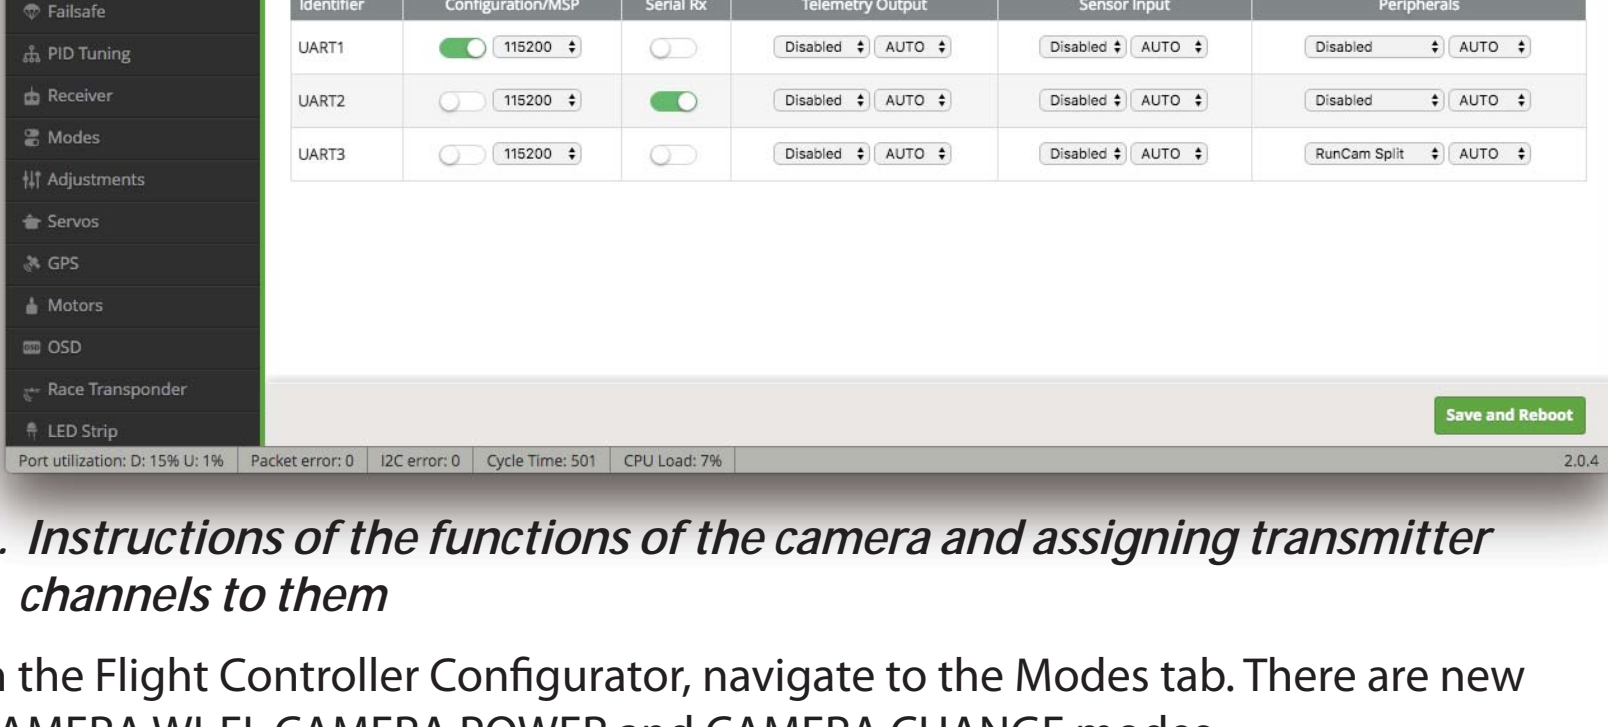 Identifier Configuration/MSP Serial Rx Telemetry Output Sensor Input Peripherals
Failsafe
UART1 115200 Disabled AUTO Disabled AUTO Disabled AUTO
PID Tuning
Receiver
UART2 115200 Disabled AUTO Disabled AUTO Disabled AUTO
Modes
UART3 115200 Disabled AUTO Disabled AUTO RunCam Split AUTO
Adjustments
Servos
GPS
Motors
OSD OSD
Race Transponder
Save and Reboot
LED Strip
Port utilization: D: 15% U: 1% Packet error: 0 I2C error: 0 Cycle Time: 501 CPU Load: 7% 2.0.4
. Instructions of the functions of the camera and assigning transmitter
channels to them
the Flight Controller Configurator, navigate to the Modes tab. There are new